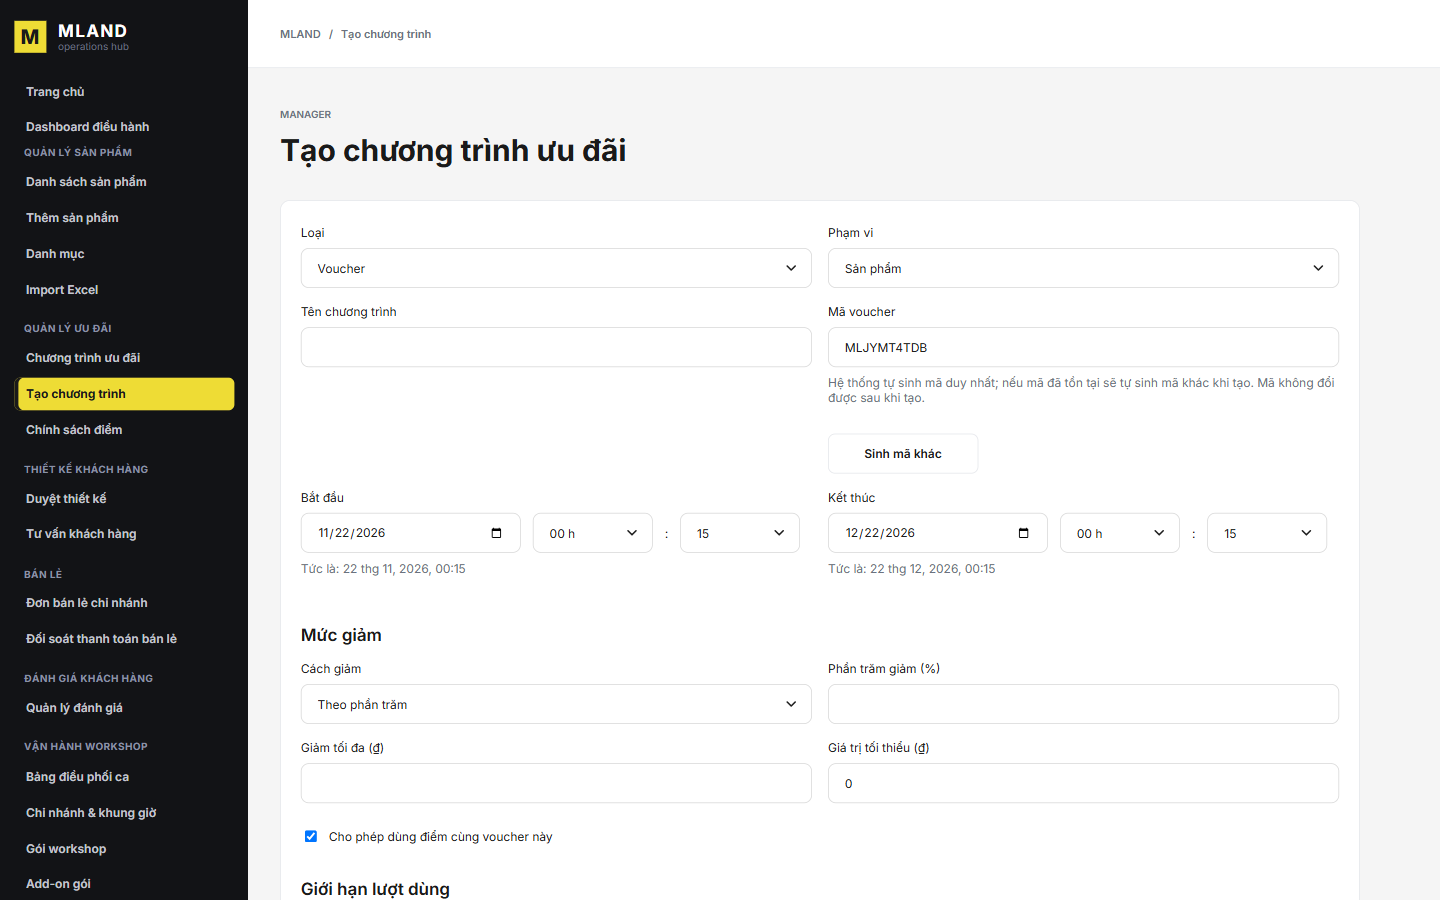 M
MLAND
operations hub
Trang chủ
Dashboard điều hành
QUẢN LÝ SẢN PHẨM
Danh sách sản phẩm
Thêm sản phẩm
Danh mục
Import Excel
QUẢN LÝ ƯU ĐÃI
Chương trình ưu đãi
Tạo chương trình
Chính sách điểm
THIẾT KẾ KHÁCH HÀNG
Duyệt thiết kế
Tư vấn khách hàng
BÁN LẺ
Đơn bán lẻ chi nhánh
Đối soát thanh toán bán lẻ
ĐÁNH GIÁ KHÁCH HÀNG
Quản lý đánh giá
VẬN HÀNH WORKSHOP
Bảng điều phối ca
Chi nhánh & khung giờ
Gói workshop
Add-on gói
MLAND / Tạo chương trình
MANAGER
Tạo chương trình ưu đãi
Loại
Voucher
Phạm vi
Sản phẩm
Tên chương trình
Mã voucher
MLJYMT4TDB
Hệ thống tự sinh mã duy nhất; nếu mã đã tồn tại sẽ tự sinh mã khác khi tạo. Mã không đổi
được sau khi tạo.
Sinh mã khác
Bắt đầu
11/22/2026 00 h : 15
Tức là: 22 thg 11, 2026, 00:15
Kết thúc
12/22/2026 00 h : 15
Tức là: 22 thg 12, 2026, 00:15
Mức giảm
Cách giảm
Theo phần trăm
Phần trăm giảm (%)
Giảm tối đa (₫)
Giá trị tối thiểu (₫)
0
Cho phép dùng điểm cùng voucher này
Giới hạn lượt dùng